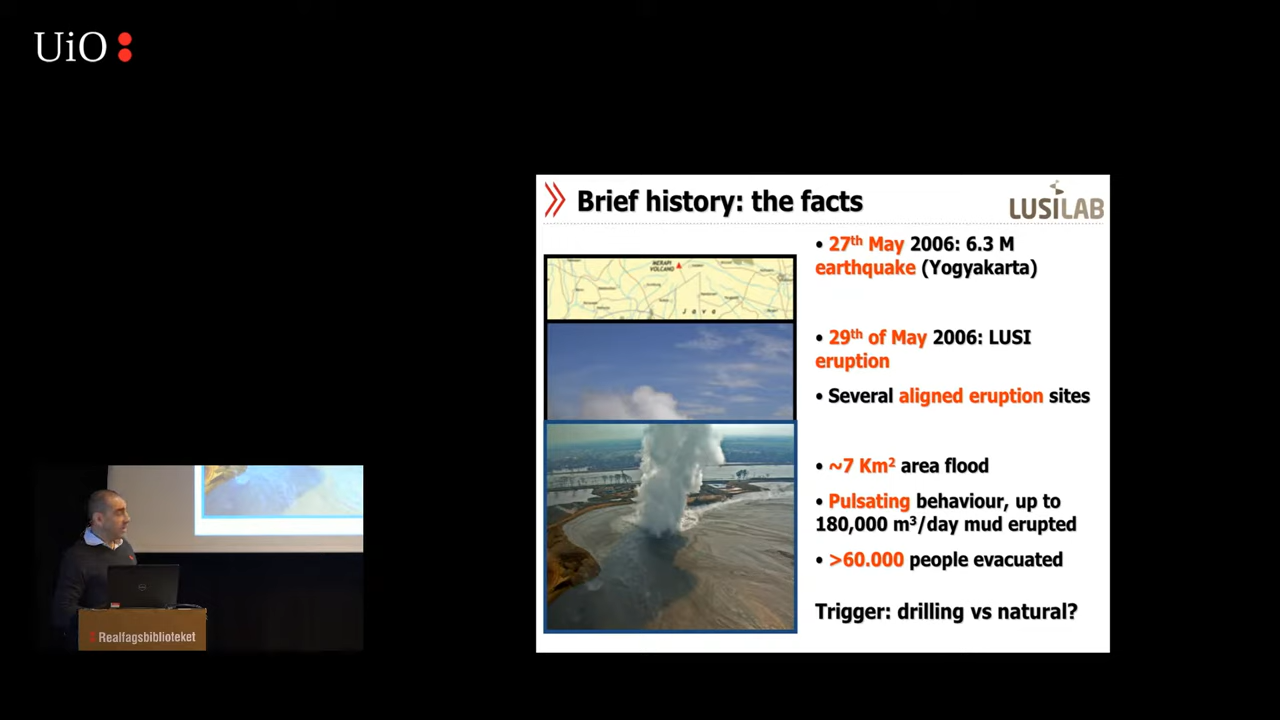 UiO
Brief history: the facts
LUSILAB
• 27th May 2006: 6.3 M
earthquake (Yogyakarta)
MERAPI
VOLCANO
Java
• 29th of May 2006: LUSI
eruption
• Several aligned eruption sites
• ~7 Km² area flood
• Pulsating behaviour, up to
180,000 m³/day mud erupted
• >60.000 people evacuated
Trigger: drilling vs natural?
Realfagsbiblioteket